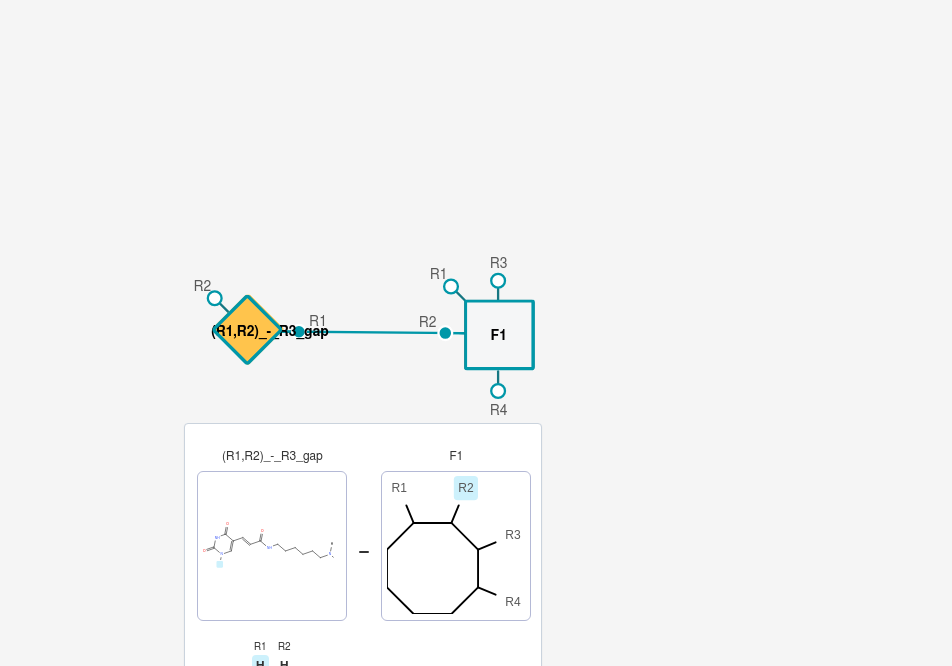 R3
R1
R2
R1
R2
(R1,R2)_-_R3_gap
F1
R4
(R1,R2)_-_R3_gap
F1
R1
R2
R3
R4
R1 R2
H H